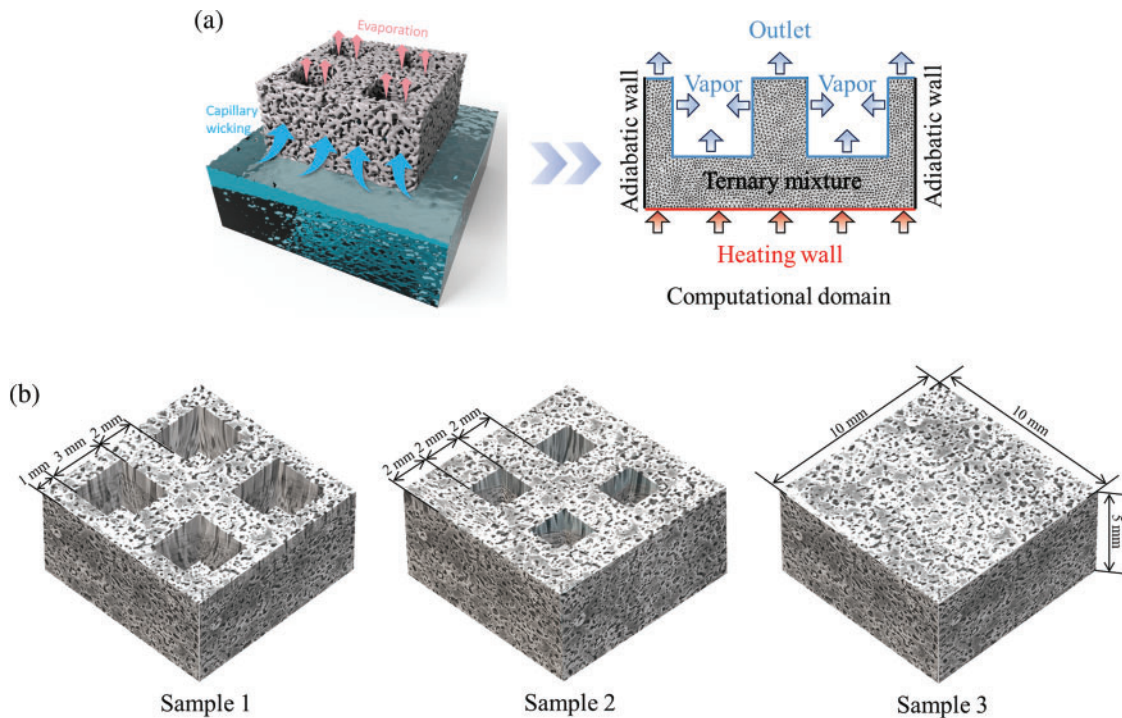 (a)
Evaporation
Capillary
wicking
Outlet
Vapor
Vapor
Adiabatic wall
Adiabatic wall
Ternary mixture
Heating wall
Computational domain
(b)
1 mm
3 mm
2 mm
2 mm
2 mm
2 mm
10 mm
10 mm
5 mm
Sample 1
Sample 2
Sample 3